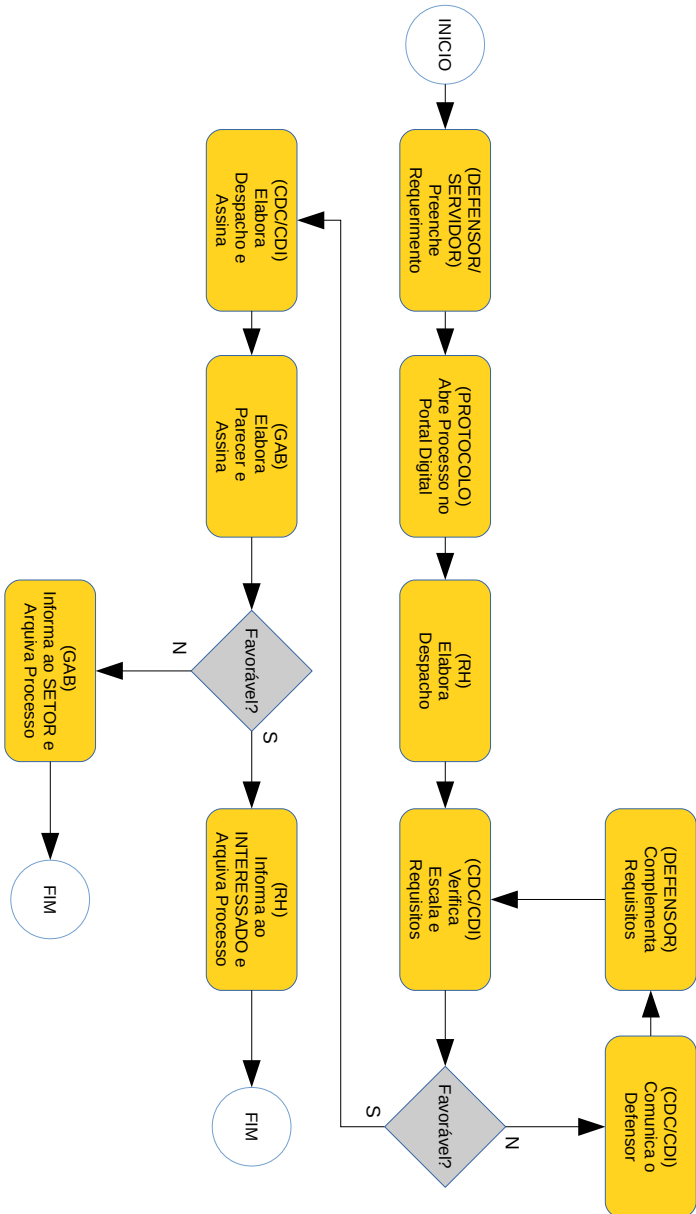 INICIO
(DEFENSOR/
SERVIDOR)
Preenche
Requerimento
(PROTOCOLO)
Abre Processo no
Portal Digital
(RH)
Elabora
Despacho
(CDC/CDI)
Verifica
Escala e
Requisitos
Favorável?
N
(CDC/CDI)
Comunica o
Defensor
(DEFENSOR)
Complementa
Requisitos
S
(CDC/CDI)
Elabora
Despacho e
Assina
(GAB)
Elabora
Parecer e
Assina
Favorável?
S
(RH)
Informa ao
INTERESSADO e
Arquiva Processo
FIM
N
(GAB)
Informa ao SETOR e
Arquiva Processo
FIM